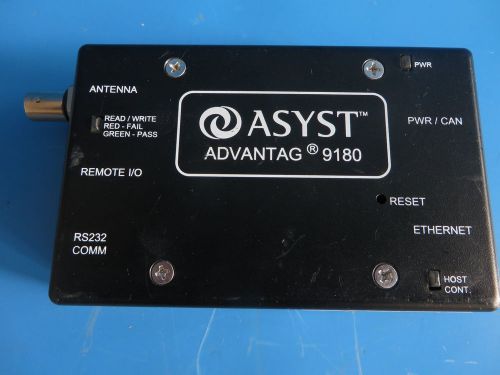 ANTENNA
READ / WRITE
RED - FAIL
GREEN - PASS
REMOTE I/O
RS232
COMM
ASYST™
ADVANTAG® 9180
PWR
PWR / CAN
RESET
ETHERNET
HOST
CONT.